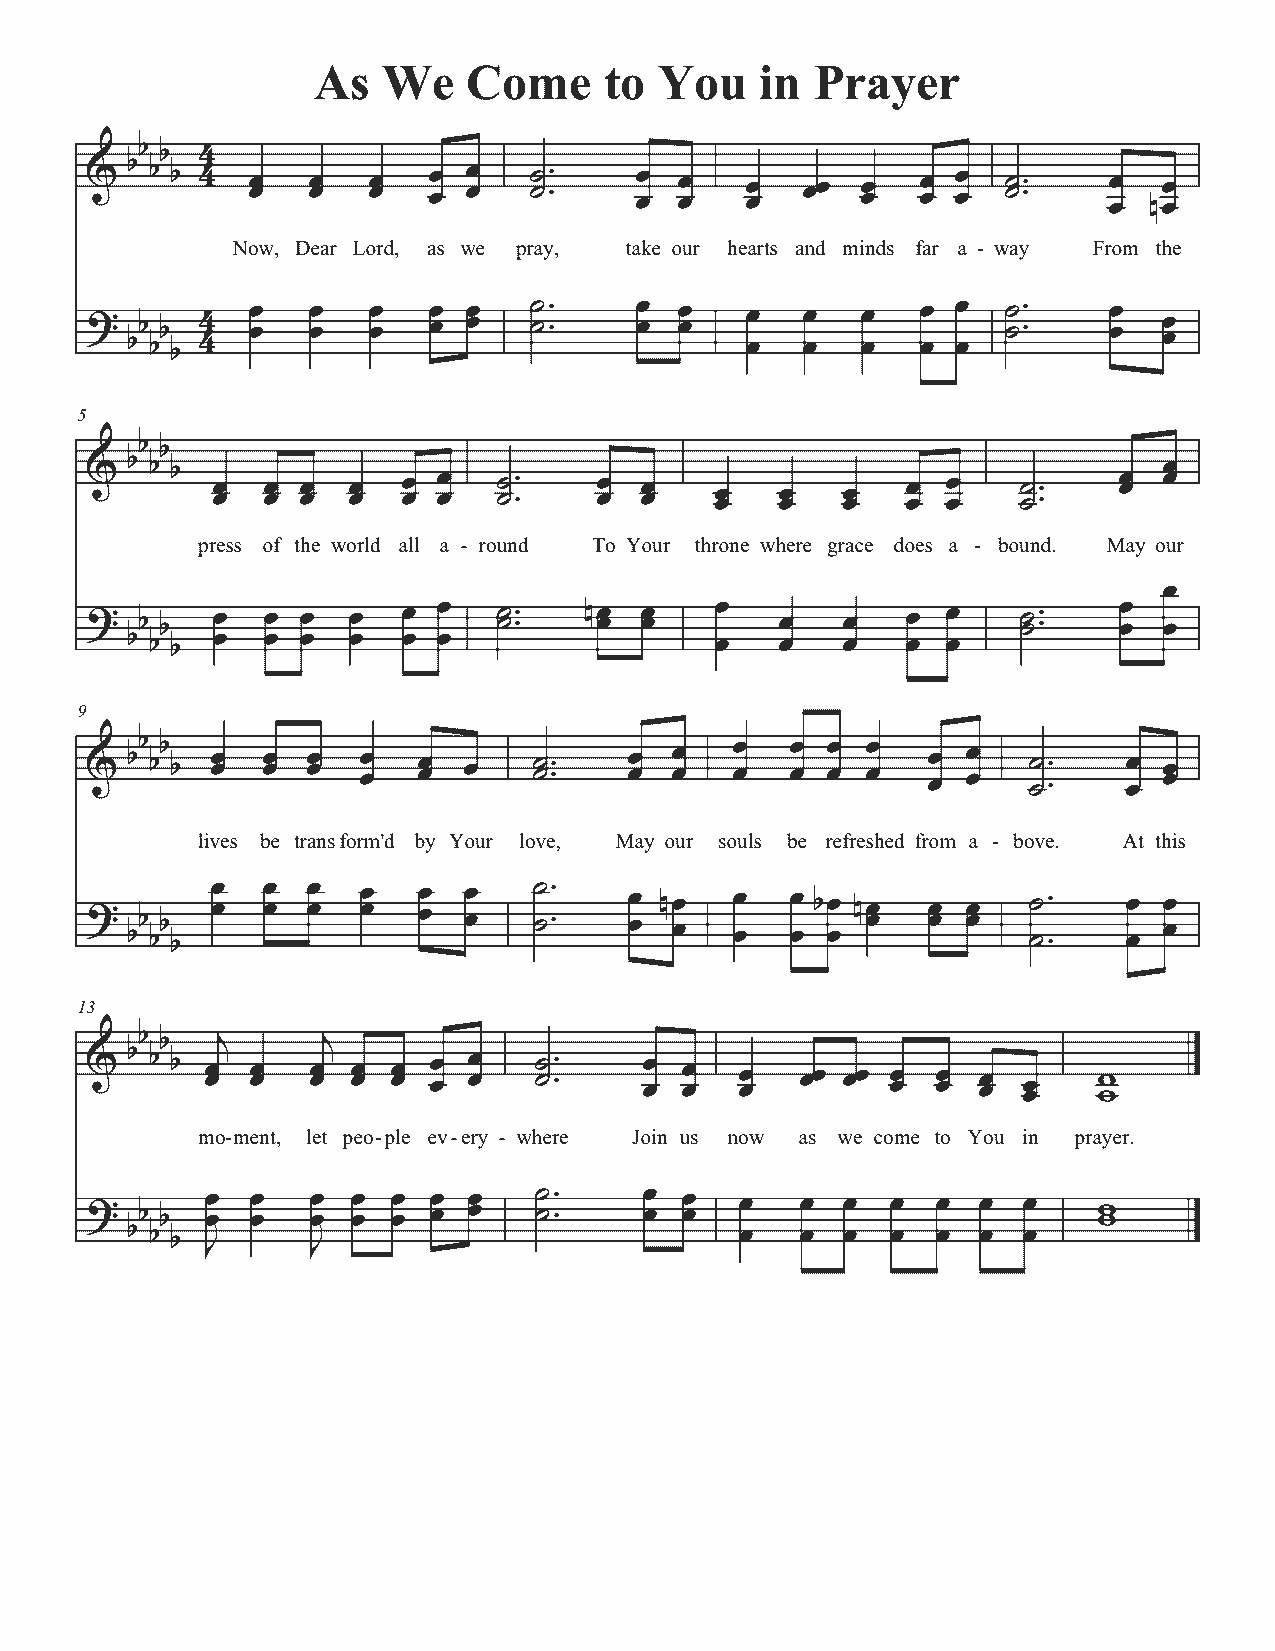 As We Come to You in Prayer
4
4
Now, Dear Lord, as we pray, take our hearts and minds far a - way From the
4
4
5
press of the world all a - round To Your throne where grace does a - bound. May our
9
lives be transform'd by Your love, May our souls be refreshed from a - bove. At this
13
mo-ment, let peo-ple ev-ery - where Join us now as we come to You in prayer.